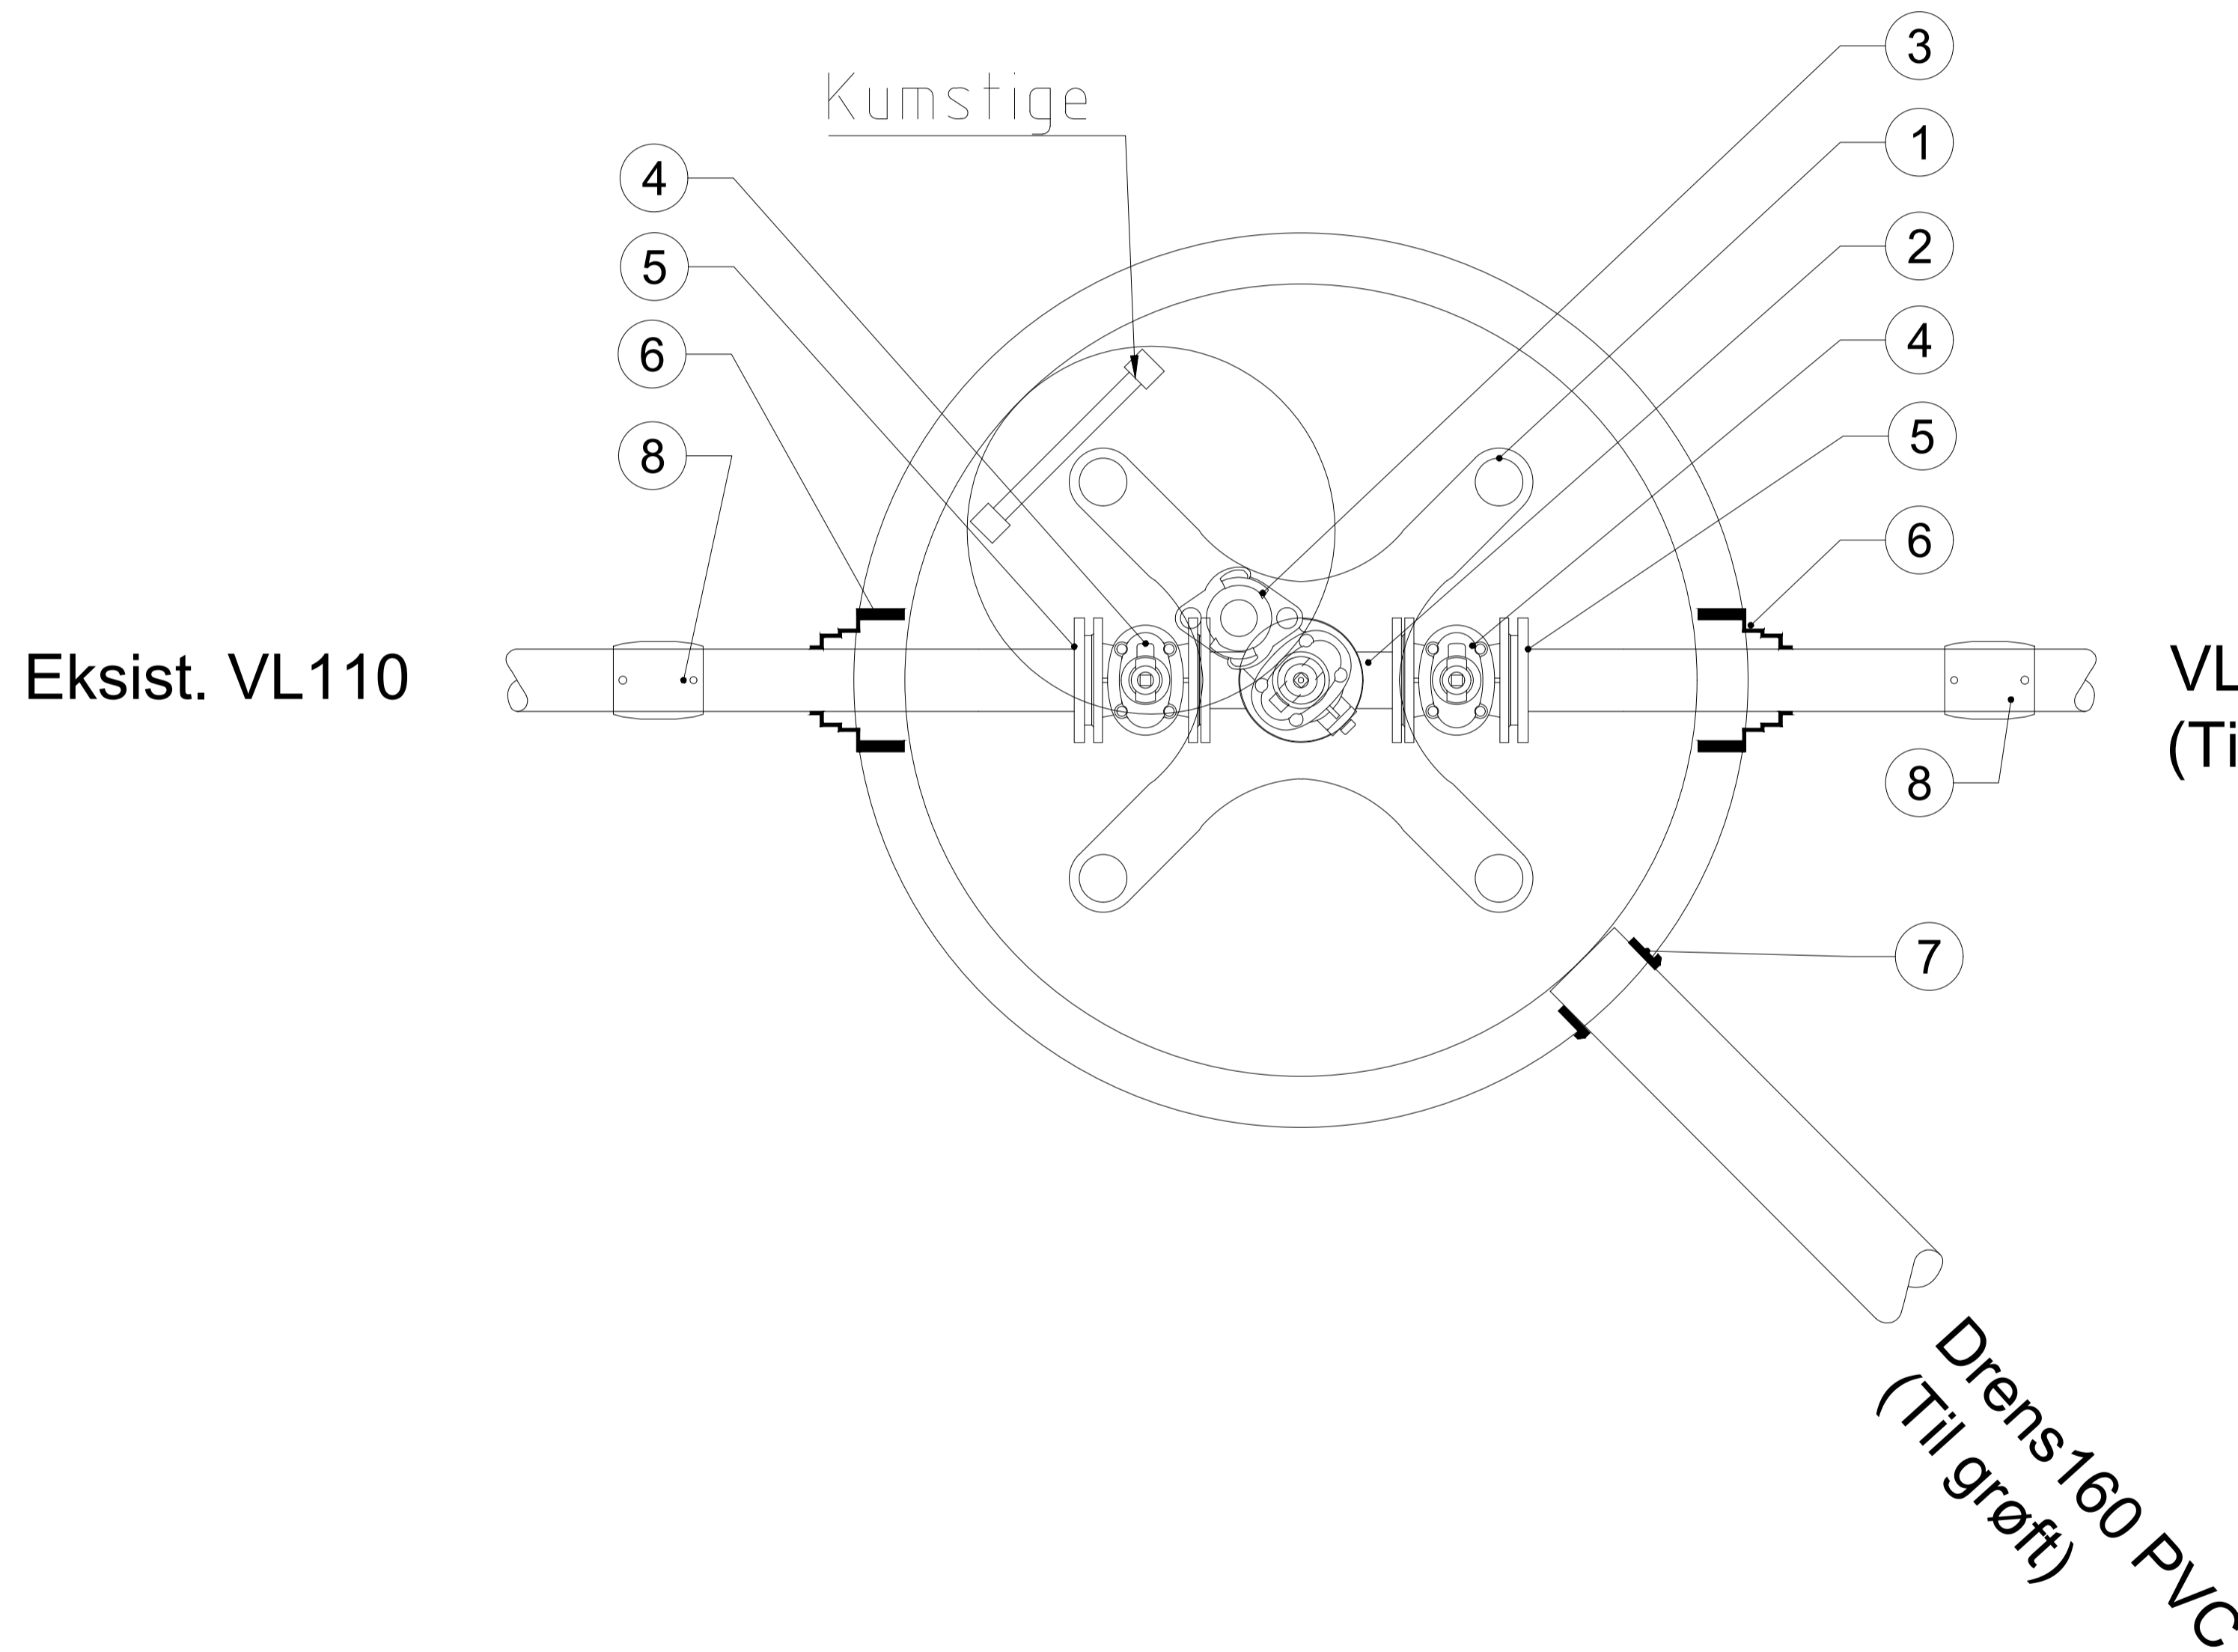 3
Kumstige
1
4
2
5
4
6
5
8
6
Eksist. VL110
VL
(Ti
8
7
Drens160 PVC
(Til grøft)